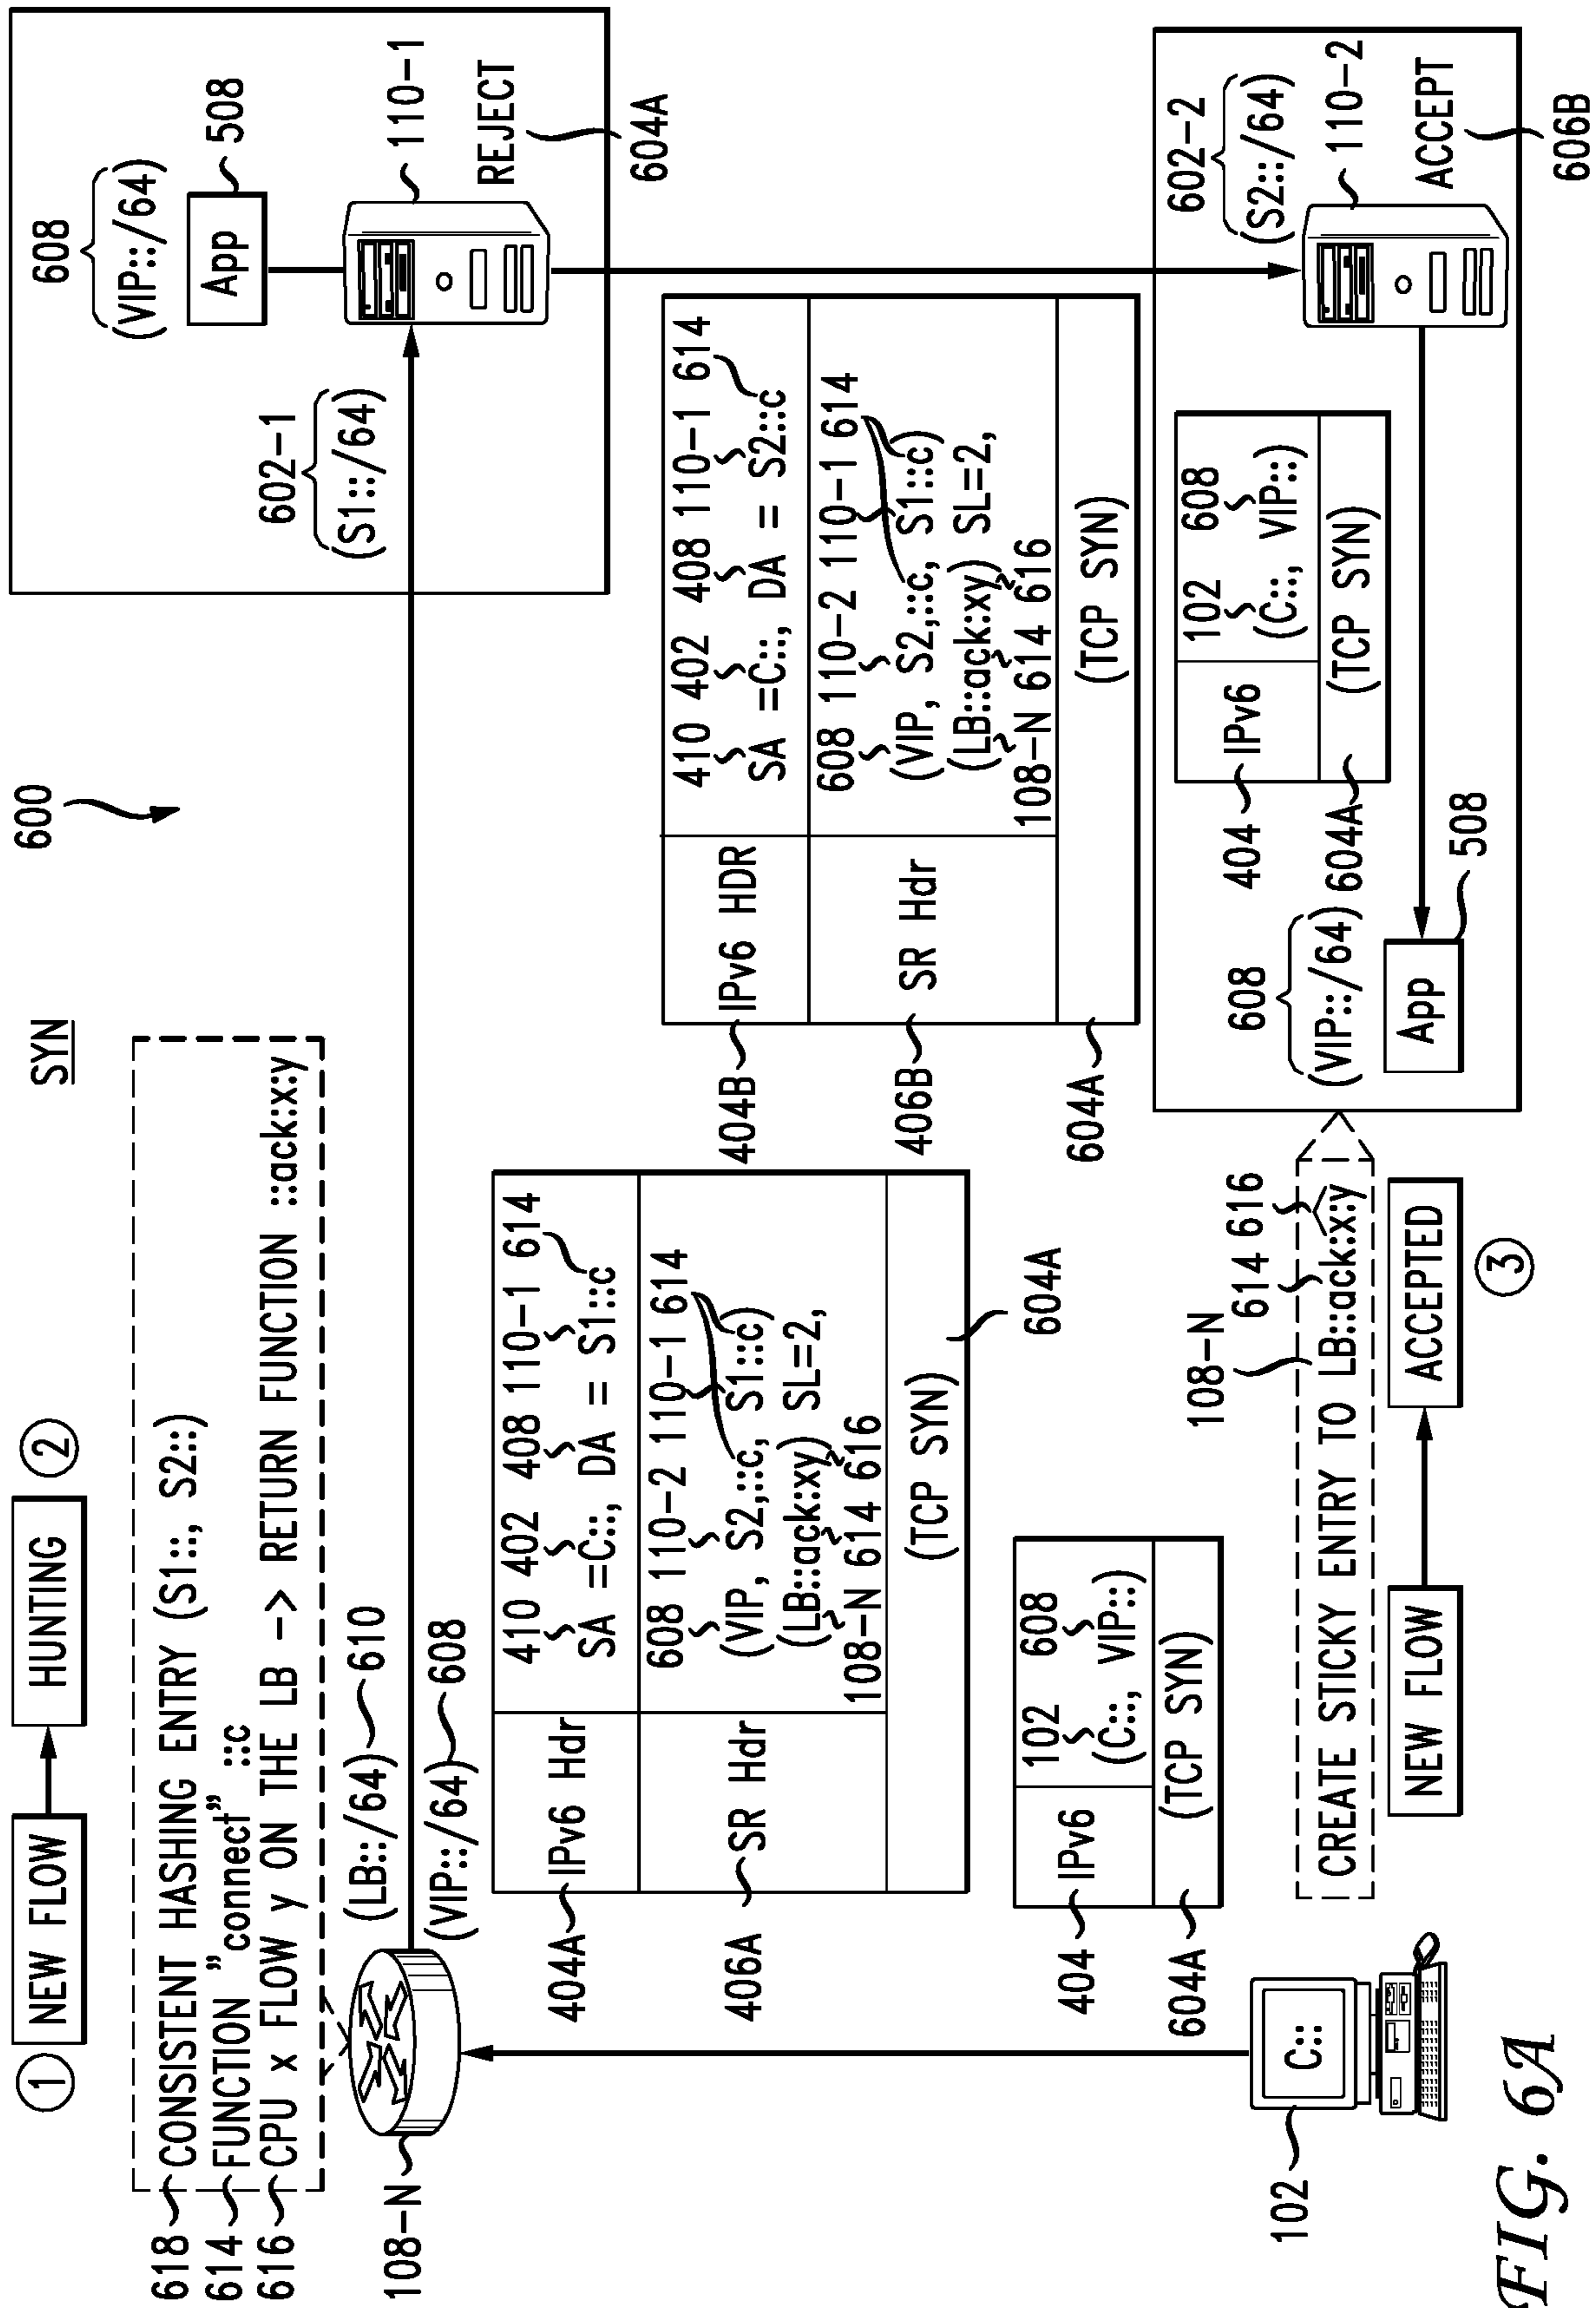 SYN
600
1
NEW FLOW
HUNTING
2
618
CONSISTENT HASHING ENTRY (S1::, S2::)
614
FUNCTION "connect" ::c
616
CPU x FLOW y ON THE LB -> RETURN FUNCTION ::ack:x:y
108-N
(LB::/64)
610
(VIP::/64)
608
602-1
(S1::/64)
608
(VIP::/64)
App
508
110-1
REJECT
604A
410 402 408 110-1 614
404A
IPv6 Hdr
SA =C::, DA = S1::c
608 110-2 110-1 614
406A
SR Hdr
(VIP, S2,::c, S1::c)
(LB::ack:xy) SL=2,
108-N 614 616
(TCP SYN)
604A
410 402 408 110-1 614
404B
IPv6 HDR
SA =C::, DA = S2::c
608 110-2 110-1 614
406B
SR Hdr
(VIP, S2,::c, S1::c)
(LB::ack:xy) SL=2,
108-N 614 616
604A
(TCP SYN)
102 608
404
IPv6
(C::, VIP::)
604A
(TCP SYN)
102
C::
108-N
614 616
CREATE STICKY ENTRY TO LB::ack:x:y
NEW FLOW
ACCEPTED
3
602-2
(S2::/64)
110-2
ACCEPT
606B
102 608
404
IPv6
(C::, VIP::)
604A
(TCP SYN)
608
(VIP::/64)
App
508
FIG. 6A